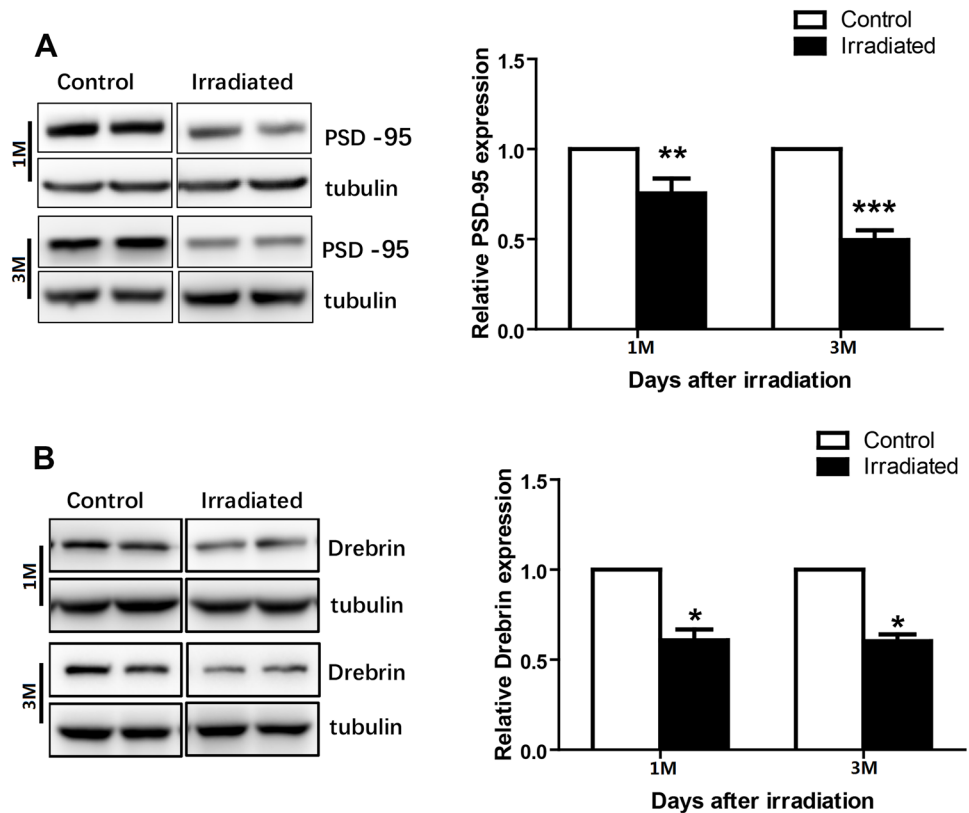 A
Control Irradiated
1M
PSD -95
tubulin
3M
PSD -95
tubulin
Control
Irradiated
Relative PSD-95 expression
1.5
1.0
0.5
0.0
**
***
1M 3M
Days after irradiation
B
Control Irradiated
1M
Drebrin
tubulin
3M
Drebrin
tubulin
Control
Irradiated
Relative Drebrin expression
1.5
1.0
0.5
0.0
*
*
1M 3M
Days after irradiation